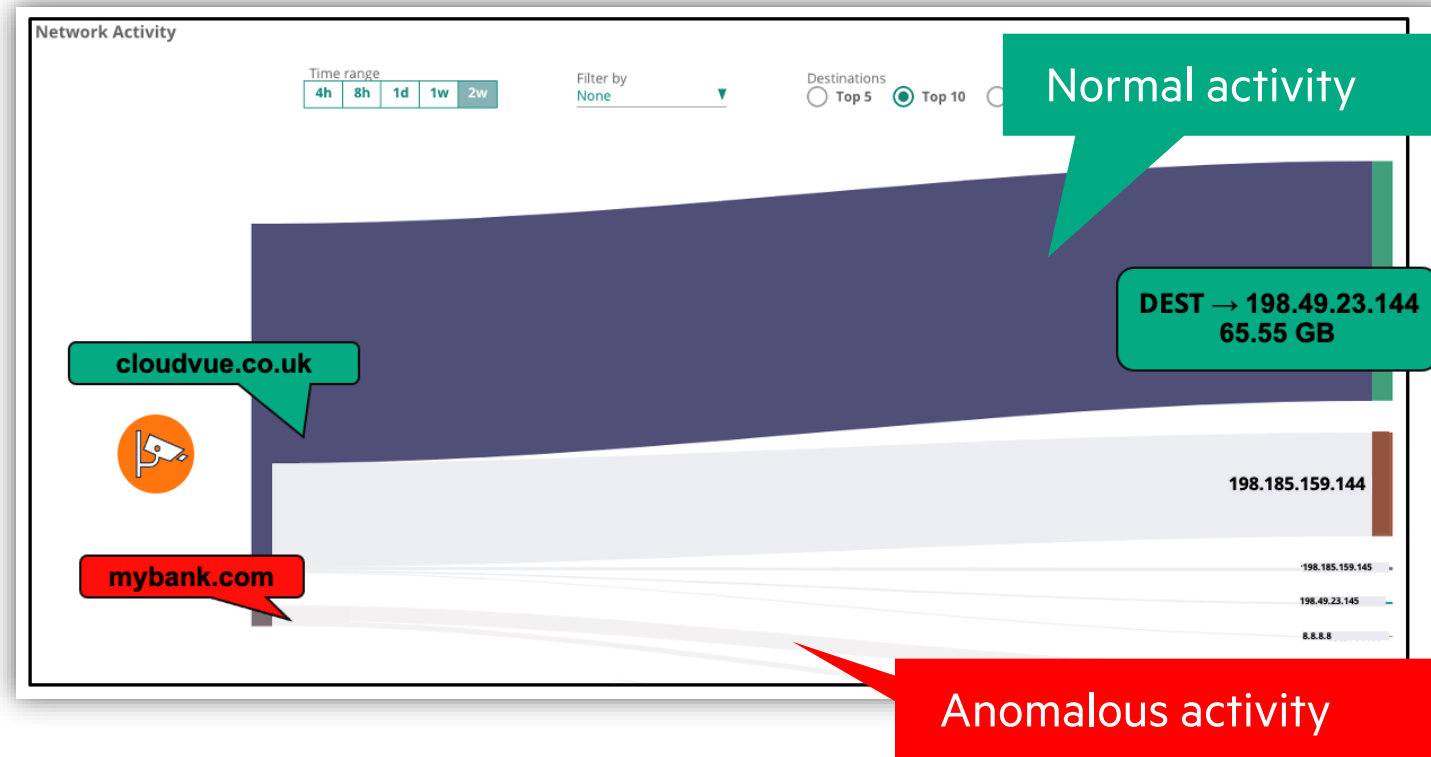 Network Activity
Time range
4h 8h 1d 1w 2w
Filter by
None
Destinations
Top 5 Top 10
Normal activity
DEST → 198.49.23.144
65.55 GB
cloudvue.co.uk
198.185.159.144
mybank.com
198.185.159.145
198.49.23.145
8.8.8.8
Anomalous activity